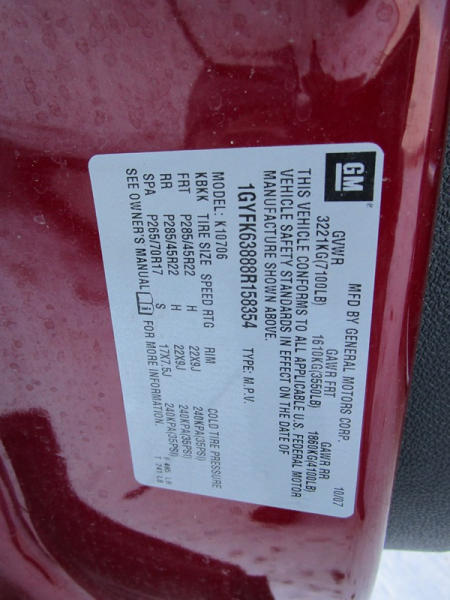 GM
MFD BY GENERAL MOTORS CORP. 10/07
GVWR GAWR FRT GAWR RR
3221KG(7100LB) 1610KG(3550LB) 1860KG(4100LB)
THIS VEHICLE CONFORMS TO ALL APPLICABLE U.S. FEDERAL MOTOR
VEHICLE SAFETY STANDARDS IN EFFECT ON THE DATE OF
MANUFACTURE SHOWN ABOVE.
1GYFK63888R158354 TYPE: M.P.V.
MODEL: K10706
KBKK TIRE SIZE SPEED RTG RIM COLD TIRE PRESSURE
FRT P285/45R22 H 22X9J 240KPA(35PSI)
RR P285/45R22 H 22X9J 240KPA(35PSI)
SPA P265/70R17 S 17X7.5J 240KPA(35PSI)
SEE OWNER'S MANUAL FOR MORE INFORMATION. T 741 LB